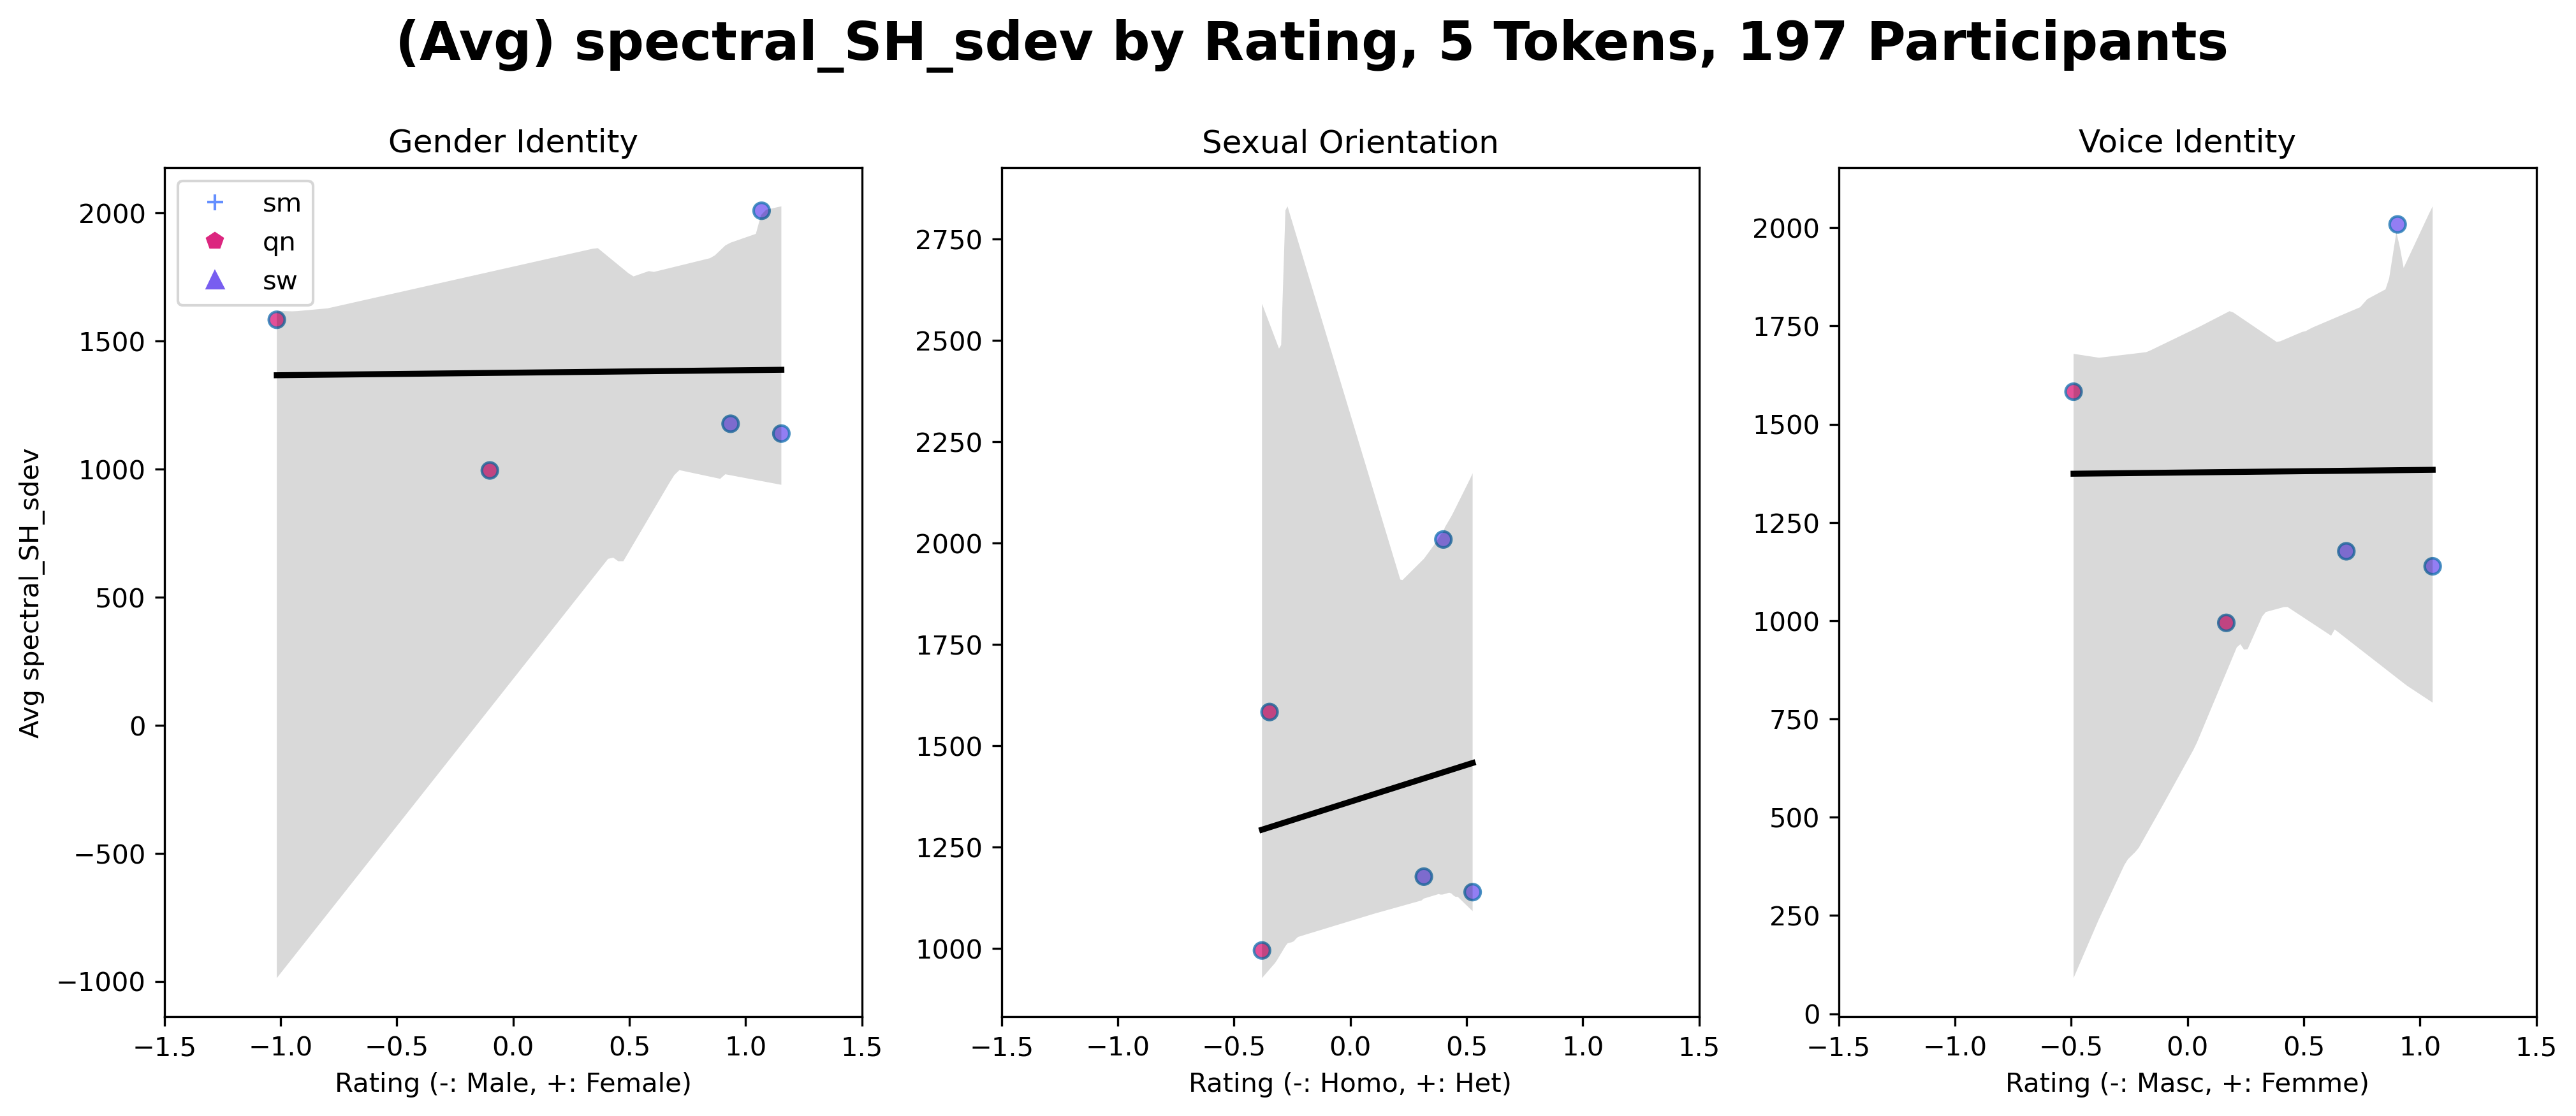 (Avg) spectral_SH_sdev by Rating, 5 Tokens, 197 Participants
Gender Identity
sm
qn
sw
2000
1500
1000
500
0
−500
−1000
Avg spectral_SH_sdev
−1.5 −1.0 −0.5 0.0 0.5 1.0 1.5
Rating (-: Male, +: Female)
Sexual Orientation
2750
2500
2250
2000
1750
1500
1250
1000
−1.5 −1.0 −0.5 0.0 0.5 1.0 1.5
Rating (-: Homo, +: Het)
Voice Identity
2000
1750
1500
1250
1000
750
500
250
0
−1.5 −1.0 −0.5 0.0 0.5 1.0 1.5
Rating (-: Masc, +: Femme)